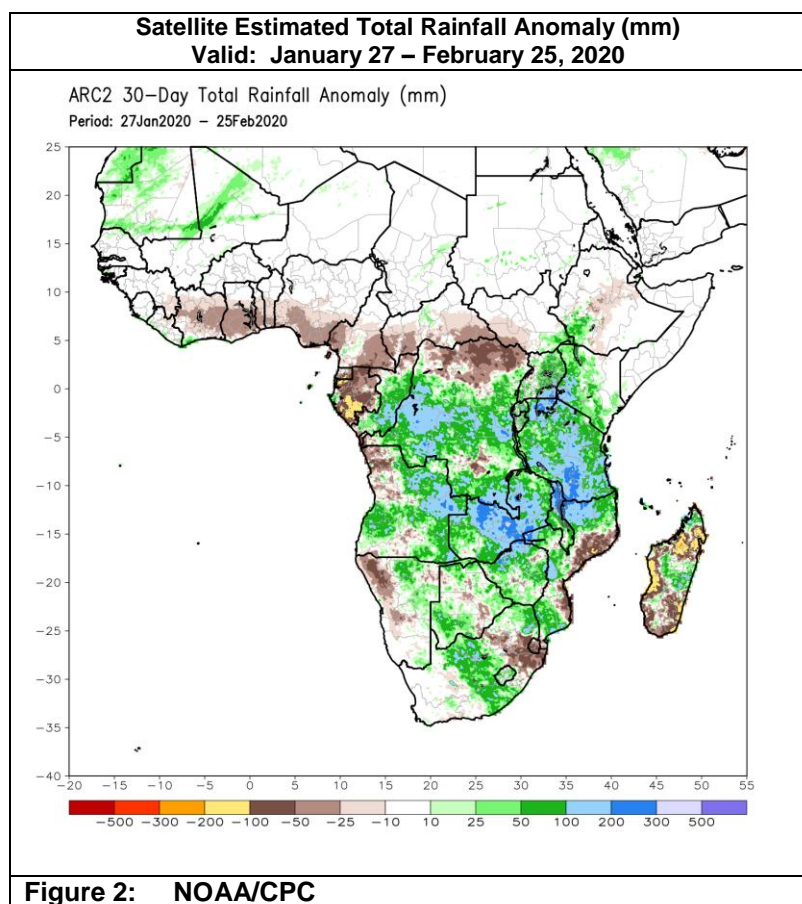 Satellite Estimated Total Rainfall Anomaly (mm)
Valid: January 27 – February 25, 2020
ARC2 30-Day Total Rainfall Anomaly (mm)
Period: 27Jan2020 – 25Feb2020
25
20
15
10
5
0
-5
-10
-15
-20
-25
-30
-35
-40
-20 -15 -10 -5 0 5 10 15 20 25 30 35 40 45 50 55
-500 -300 -200 -100 -50 -25 -10 10 25 50 100 200 300 500
Figure 2: NOAA/CPC